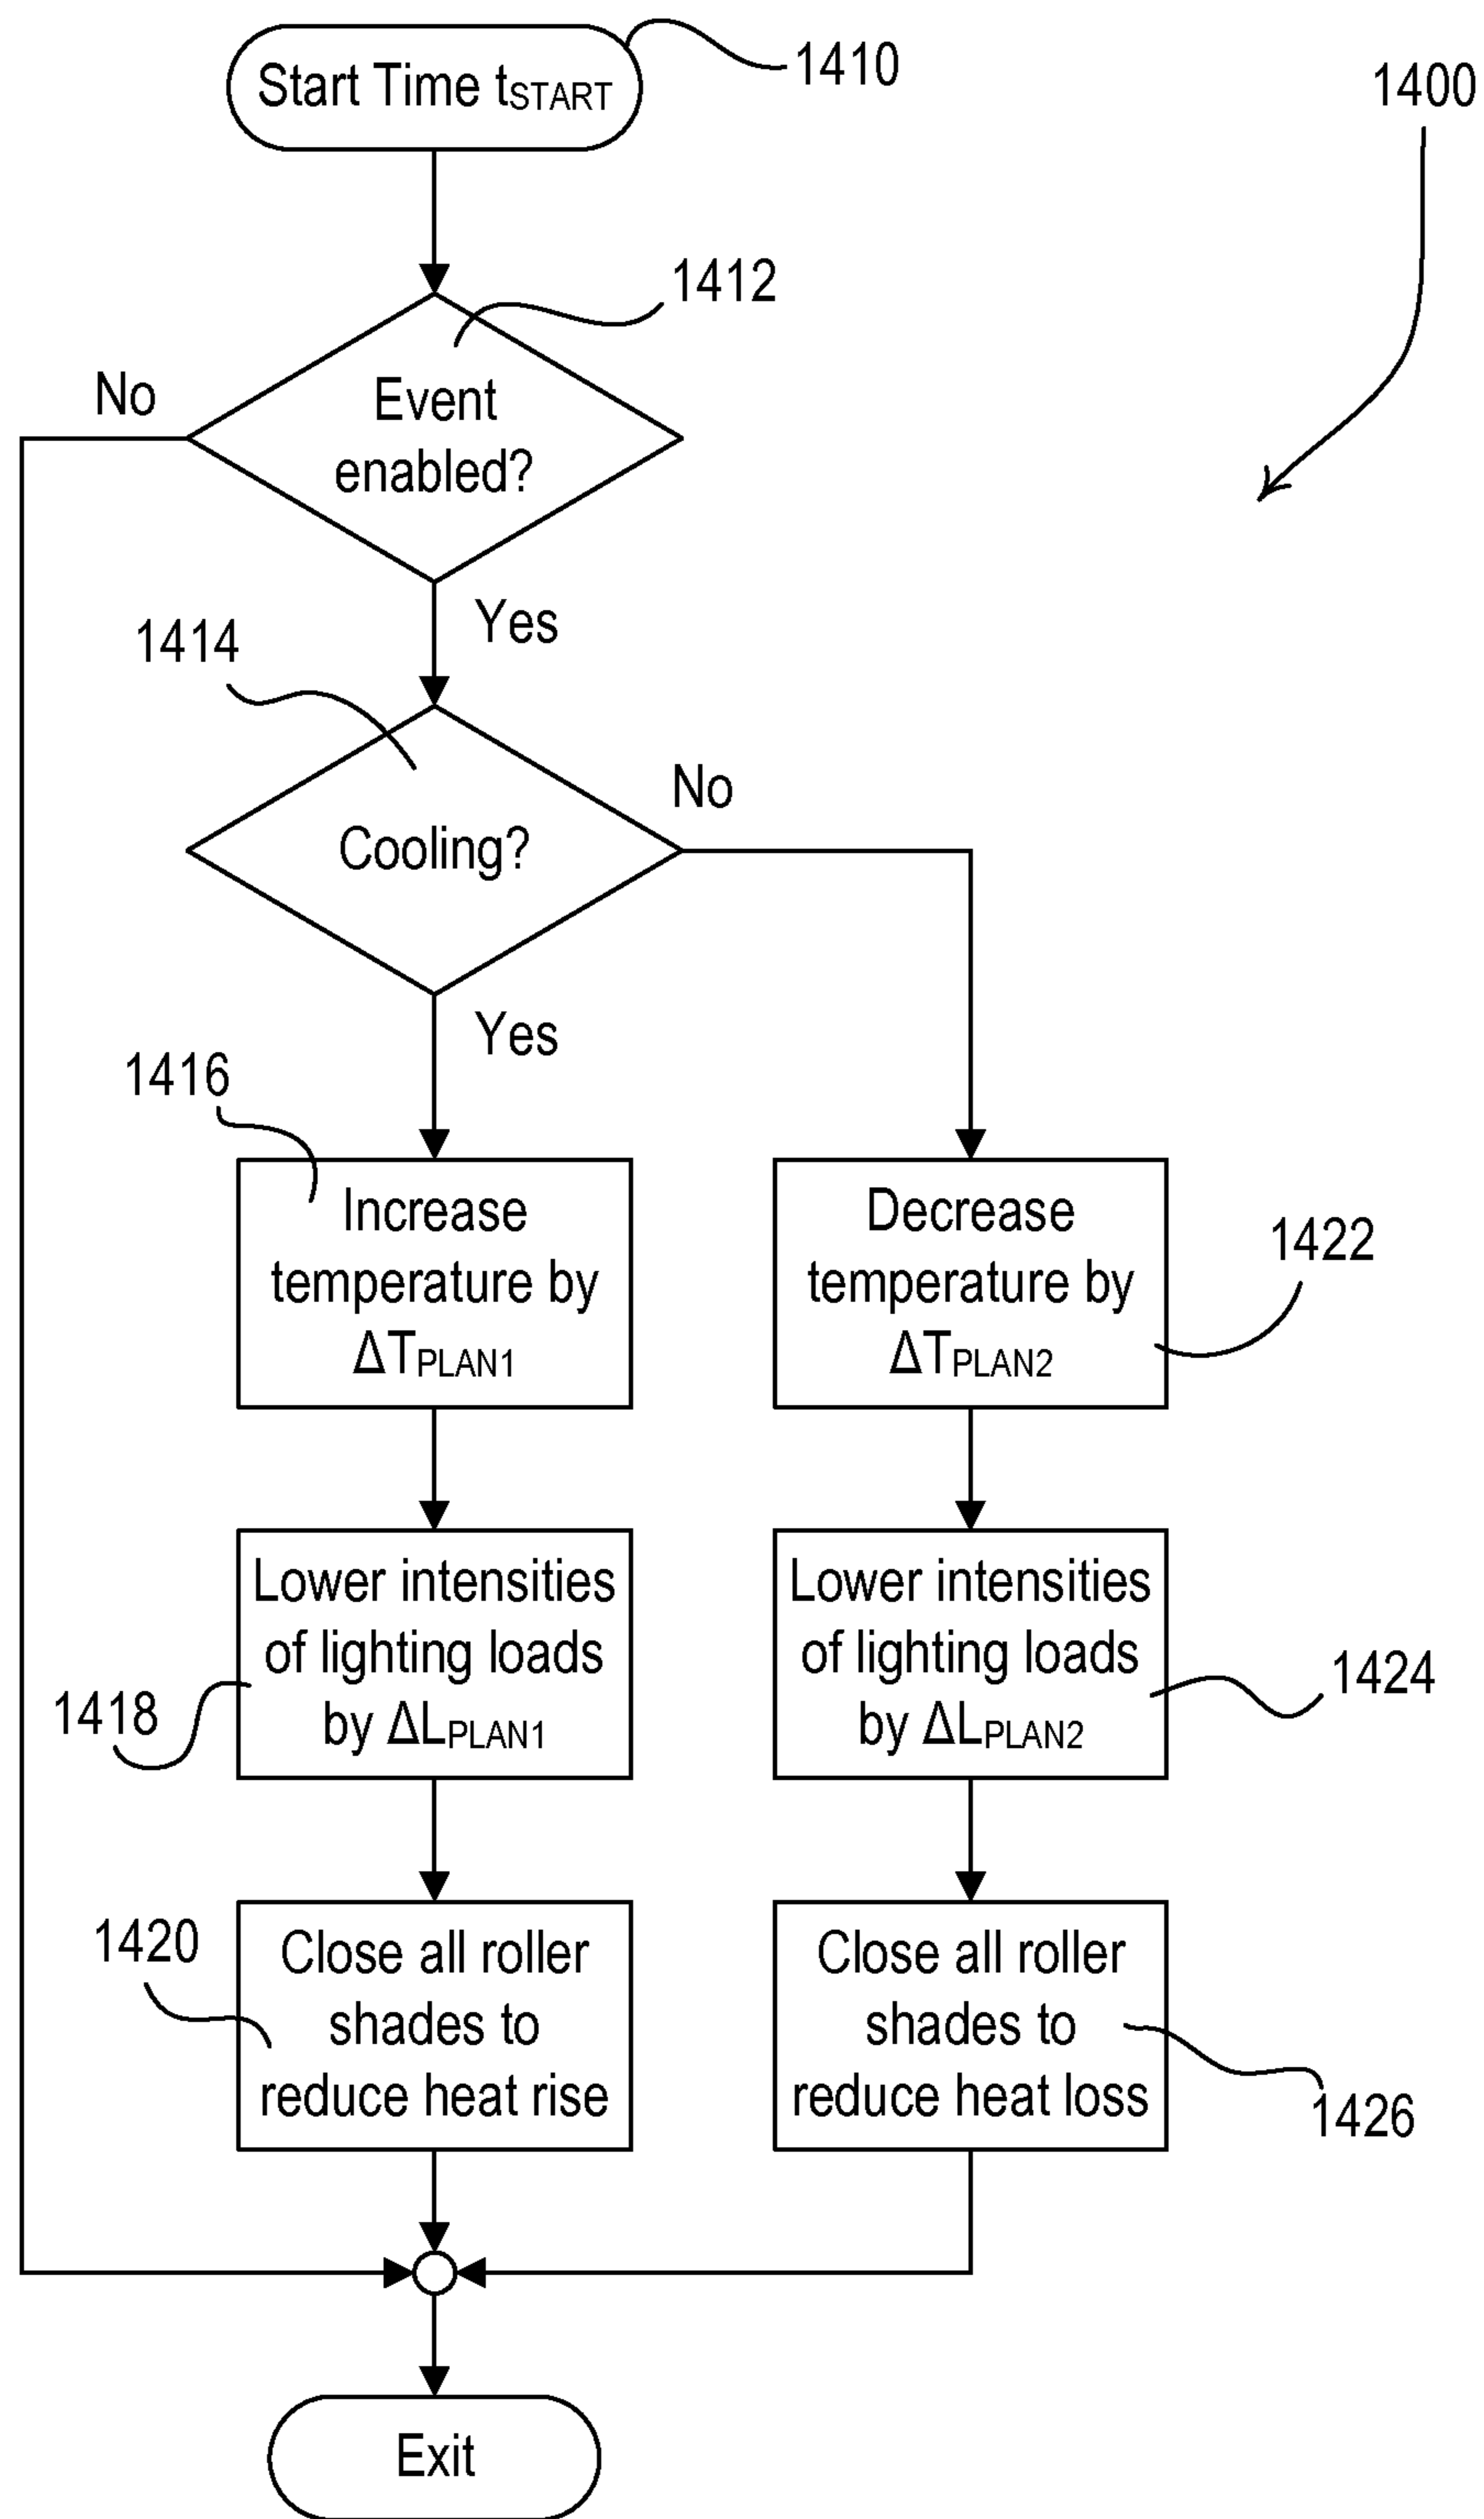 Start Time tSTART
1410
1400
1412
No
Event
enabled?
Yes
1414
No
Cooling?
Yes
1416
Increase
temperature by
ΔTPLAN1
Decrease
temperature by
ΔTPLAN2
1422
Lower intensities
of lighting loads
by ΔLPLAN1
1418
Lower intensities
of lighting loads
by ΔLPLAN2
1424
1420
Close all roller
shades to
reduce heat rise
Close all roller
shades to
reduce heat loss
1426
Exit